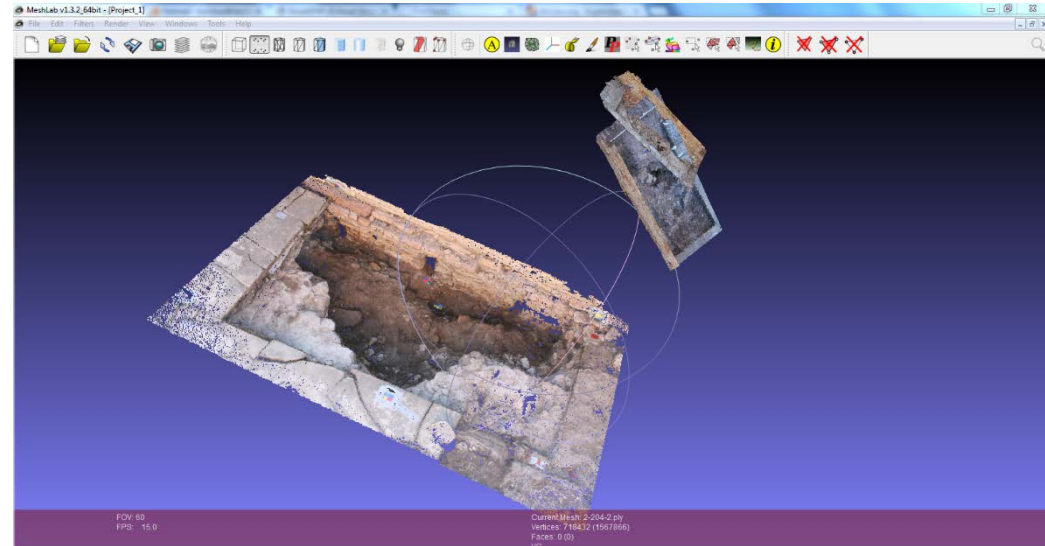 MeshLab v1.3.2_64bit - [Project_1]
File Edit Filters Render View Windows Tools Help
A
i
FOV: 60
FPS: 15.0
Current Mesh: 2-204-2.ply
Vertices: 718432 (1567866)
Faces: 0 (0)
VC